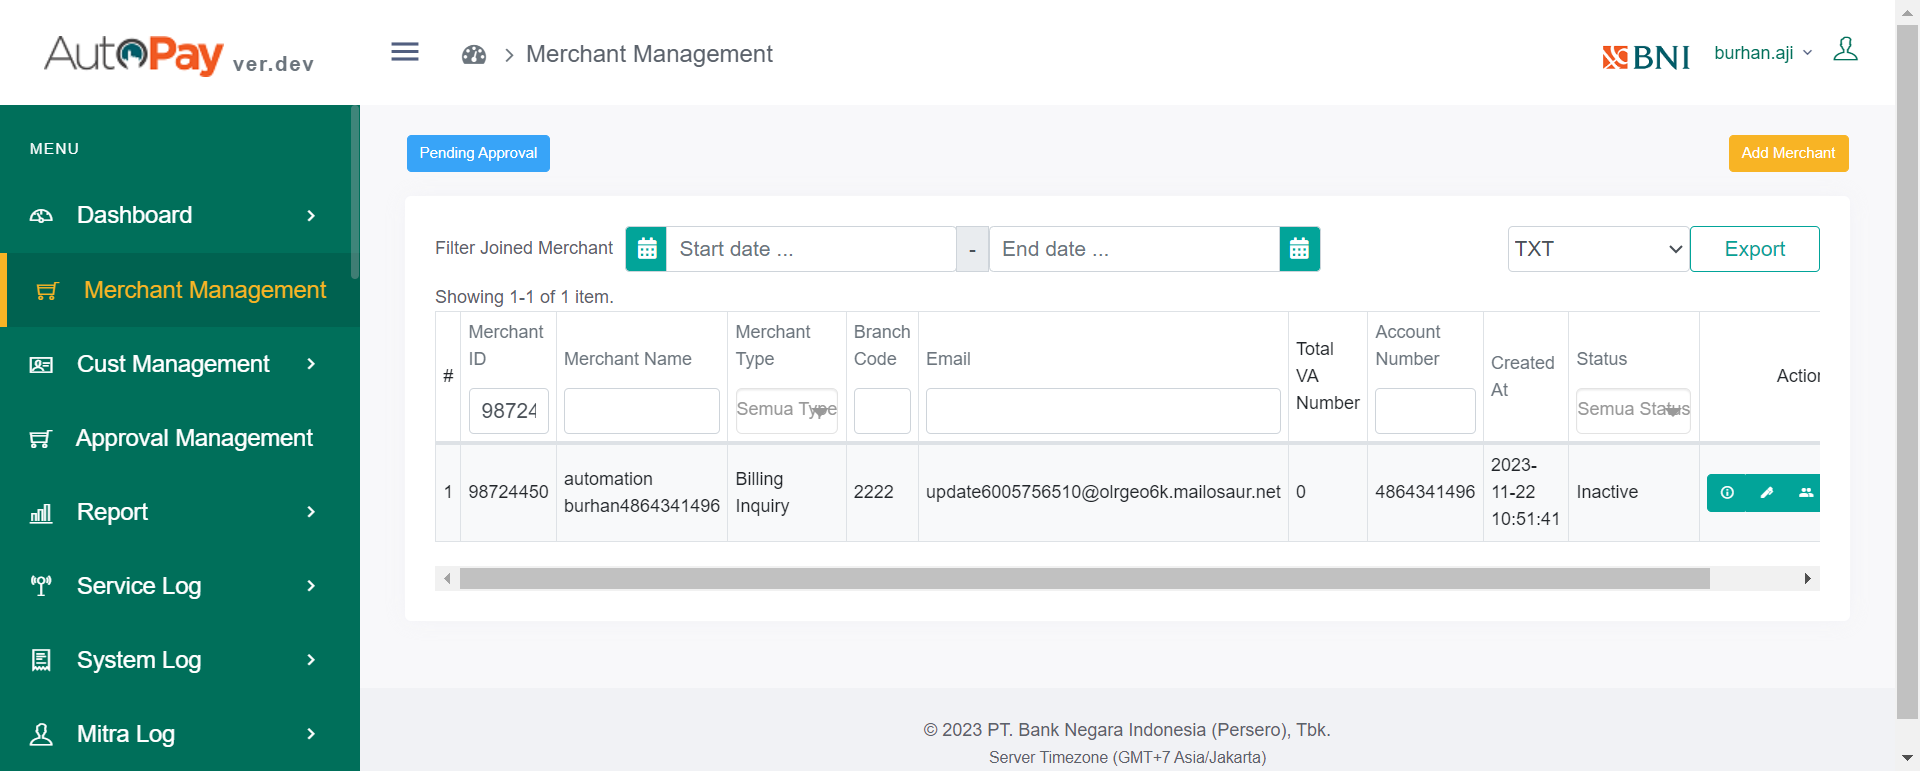 AutoPay ver.dev
Merchant Management
BNI
burhan.aji
MENU
Dashboard
Merchant Management
Cust Management
Approval Management
Report
Service Log
System Log
Mitra Log
Pending Approval
Add Merchant
Filter Joined Merchant
Start date ...
-
End date ...
TXT
Export
Showing 1-1 of 1 item.
#
Merchant ID
Merchant Name
Merchant Type
Branch Code
Email
Total VA Number
Account Number
Created At
Status
Action
98724
Semua Type
Semua Status
1
98724450
automation burhan4864341496
Billing Inquiry
2222
update6005756510@olrgeo6k.mailosaur.net
0
4864341496
2023-11-22 10:51:41
Inactive
© 2023 PT. Bank Negara Indonesia (Persero), Tbk.
Server Timezone (GMT+7 Asia/Jakarta)